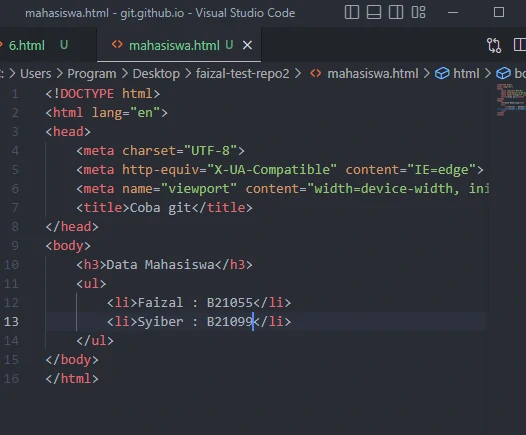 mahasiswa.html - git.github.io - Visual Studio Code
6.html U mahasiswa.html U
: > Users > Program > Desktop > faizal-test-repo2 > mahasiswa.html > html > bo
1 <!DOCTYPE html>
2 <html lang="en">
3 <head>
4 <meta charset="UTF-8">
5 <meta http-equiv="X-UA-Compatible" content="IE=edge">
6 <meta name="viewport" content="width=device-width, ini
7 <title>Coba git</title>
8 </head>
9 <body>
10 <h3>Data Mahasiswa</h3>
11 <ul>
12 <li>Faizal : B21055</li>
13 <li>Syiber : B21099</li>
14 </ul>
15 </body>
16 </html>